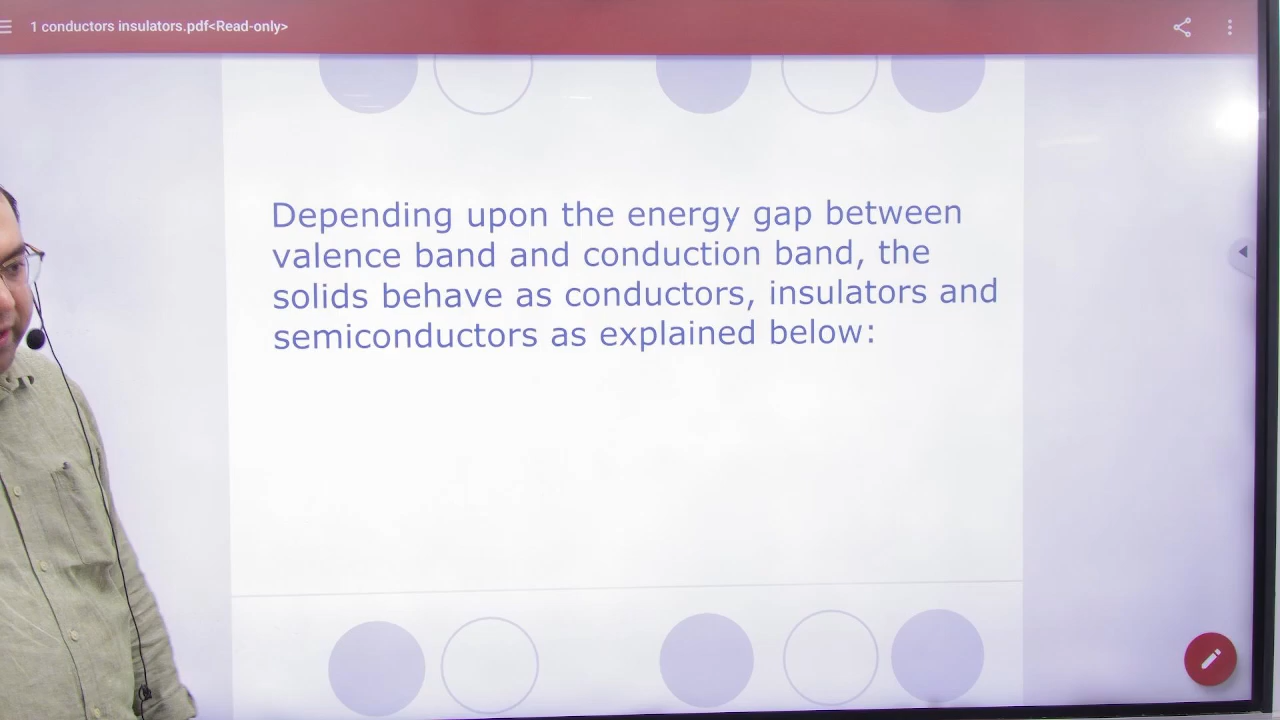 1 conductors insulators.pdf<Read-only>
Depending upon the energy gap between
valence band and conduction band, the
solids behave as conductors, insulators and
semiconductors as explained below: